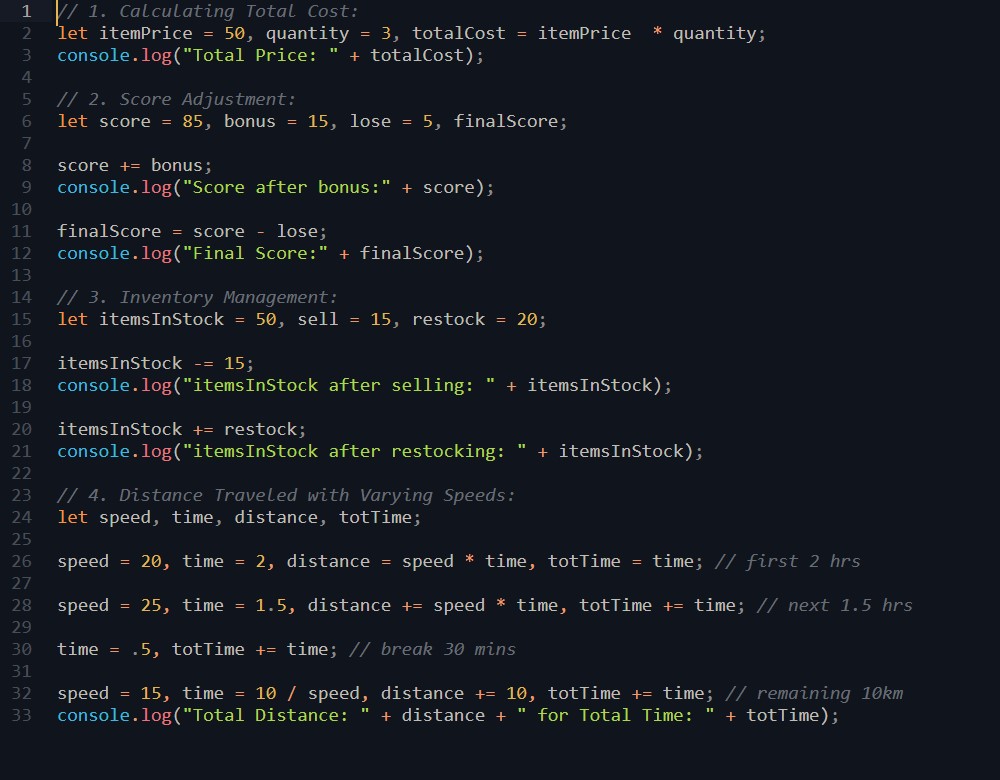 1 // 1. Calculating Total Cost:
2 let itemPrice = 50, quantity = 3, totalCost = itemPrice  * quantity;
3 console.log("Total Price: " + totalCost);
4
5 // 2. Score Adjustment:
6 let score = 85, bonus = 15, lose = 5, finalScore;
7
8 score += bonus;
9 console.log("Score after bonus:" + score);
10
11 finalScore = score - lose;
12 console.log("Final Score:" + finalScore);
13
14 // 3. Inventory Management:
15 let itemsInStock = 50, sell = 15, restock = 20;
16
17 itemsInStock -= 15;
18 console.log("itemsInStock after selling: " + itemsInStock);
19
20 itemsInStock += restock;
21 console.log("itemsInStock after restocking: " + itemsInStock);
22
23 // 4. Distance Traveled with Varying Speeds:
24 let speed, time, distance, totTime;
25
26 speed = 20, time = 2, distance = speed * time, totTime = time; // first 2 hrs
27
28 speed = 25, time = 1.5, distance += speed * time, totTime += time; // next 1.5 hrs
29
30 time = .5, totTime += time; // break 30 mins
31
32 speed = 15, time = 10 / speed, distance += 10, totTime += time; // remaining 10km
33 console.log("Total Distance: " + distance + " for Total Time: " + totTime);